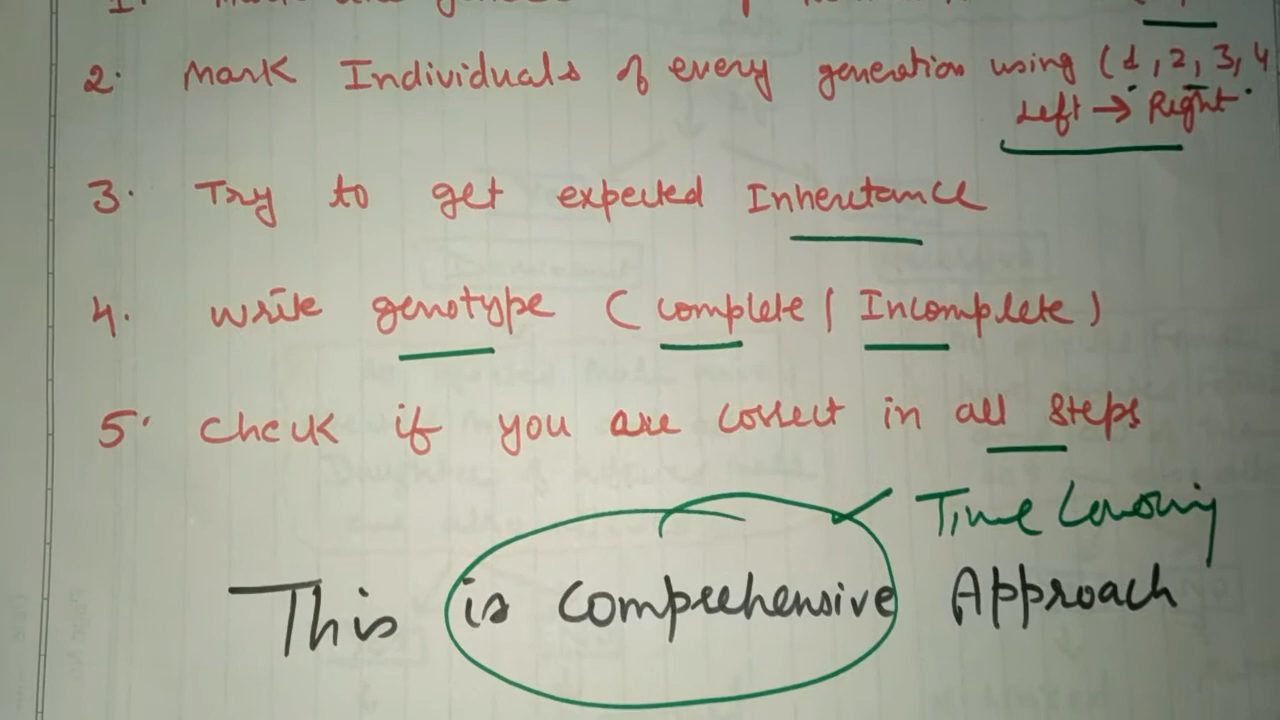 1.
2. Mark Individuals of every generation using (1, 2, 3, 4
Left → Right
3. Try to get expected Inheritance
4. write genotype ( complete / Incomplete )
5. check if you are correct in all steps
Time
This is comprehensive Approach